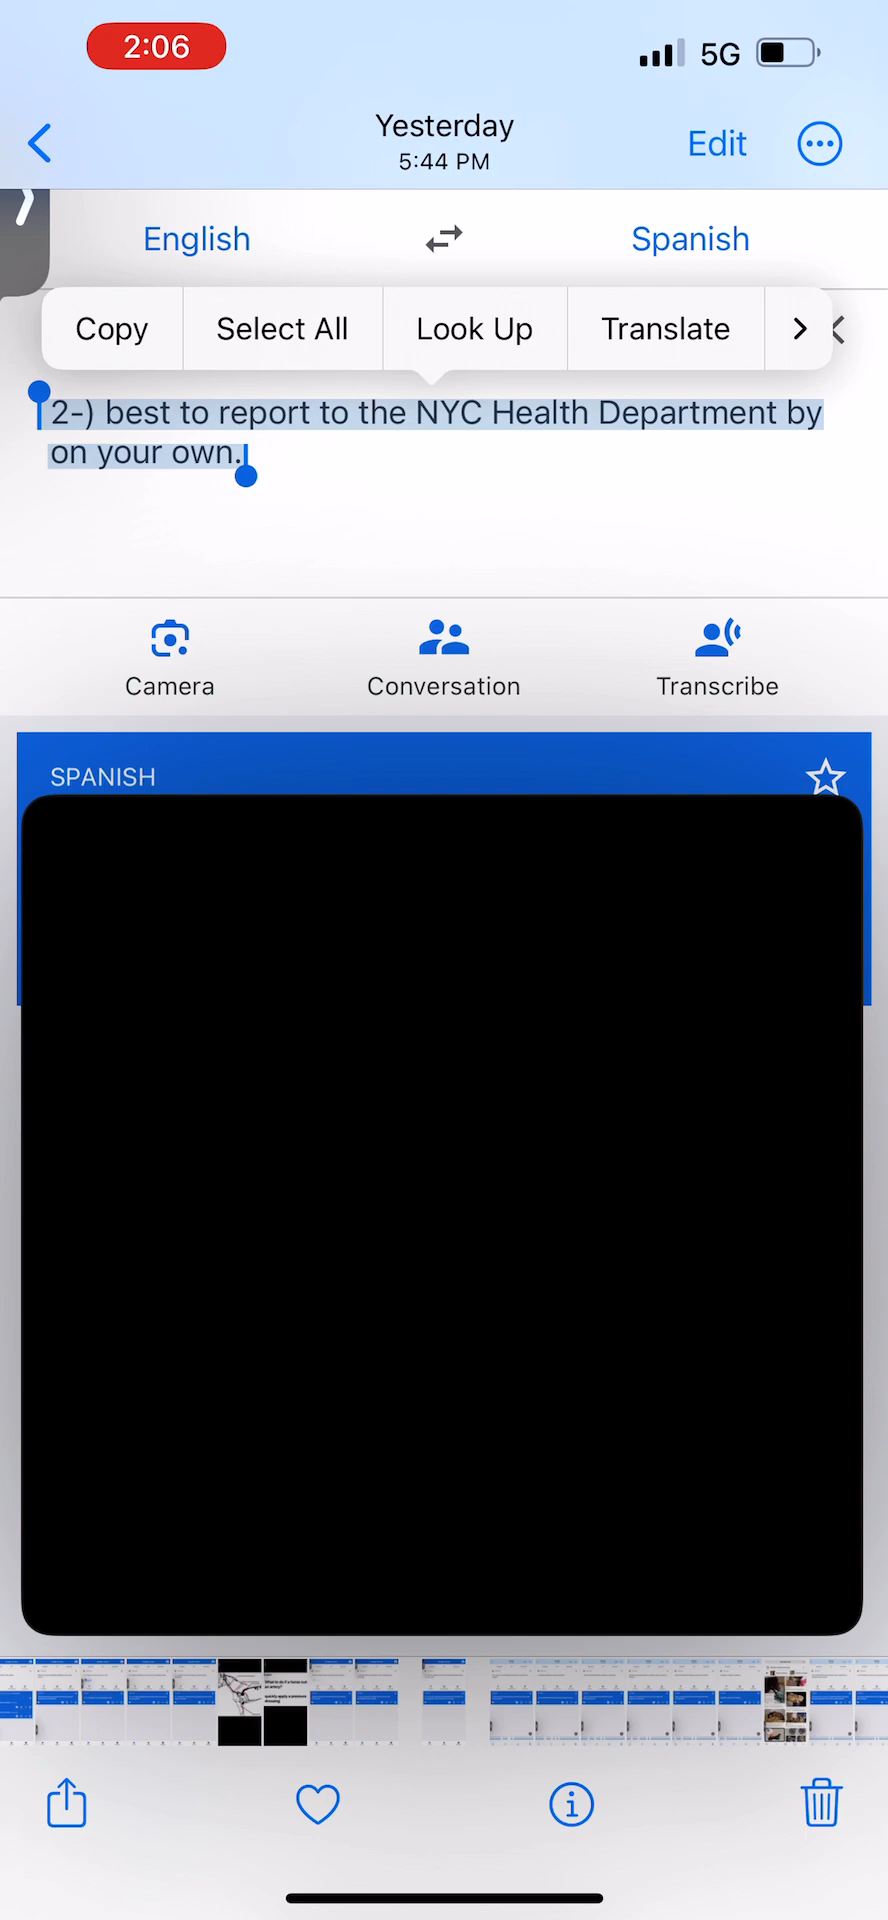 2:06
5G
Yesterday
5:44 PM
Edit
English
Spanish
Copy
Select All
Look Up
Translate
2-) best to report to the NYC Health Department by
on your own.
Camera
Conversation
Transcribe
SPANISH